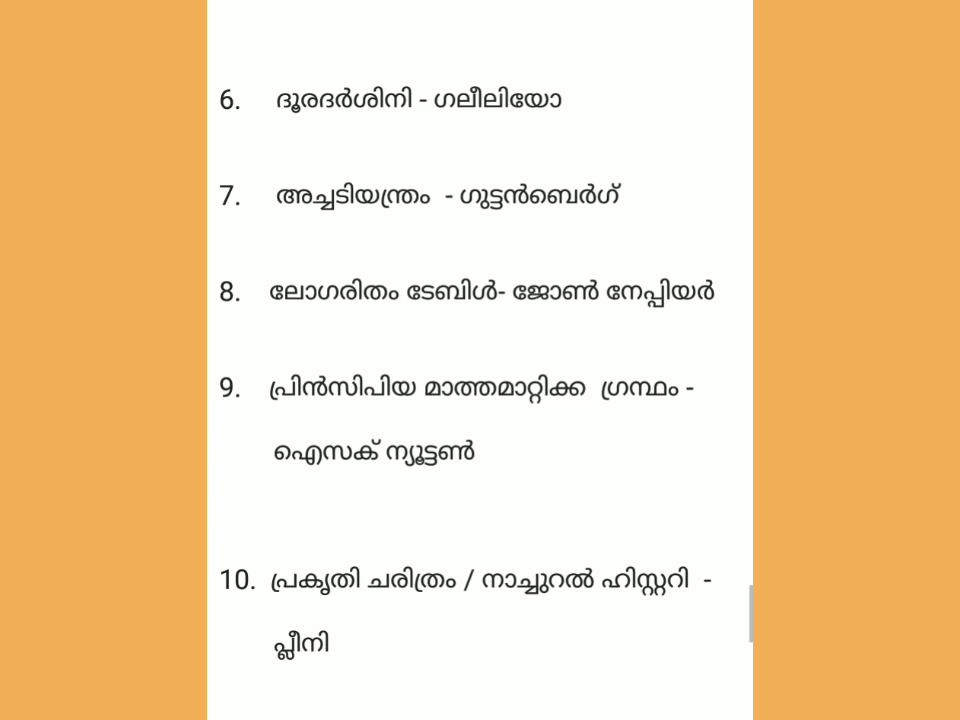 6. ദൂരദർശിനി - ഗലീലിയോ
7. അച്ചടിയന്ത്രം - ഗുട്ടൻബെർഗ്
8. ലോഗരിതം ടേബിൾ- ജോൺ നേപ്പിയർ
9. പ്രിൻസിപിയ മാത്തമാറ്റിക്ക ഗ്രന്ഥം -
ഐസക് ന്യൂട്ടൺ
10. പ്രകൃതി ചരിത്രം / നാച്ചുറൽ ഹിസ്റ്ററി -
പ്ലീനി